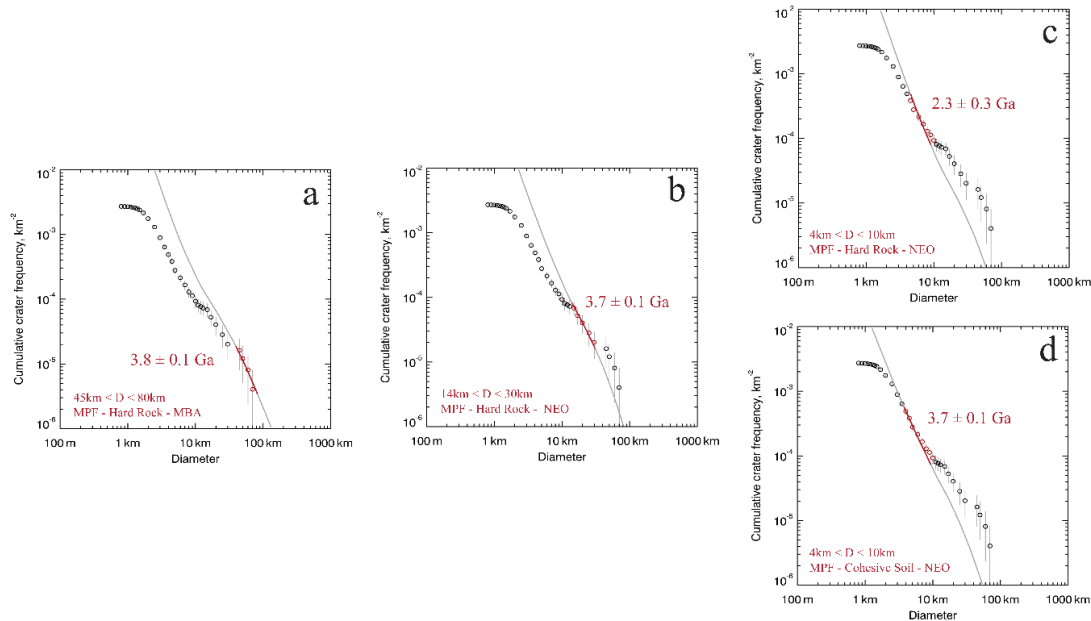 a
Cumulative crater frequency, km-2
10-2
10-3
10-4
10-5
10-6
3.8 ± 0.1 Ga
45km < D < 80km
MPF - Hard Rock - MBA
100 m
1 km
10 km
100 km
1000 km
Diameter
b
Cumulative crater frequency, km-2
10-2
10-3
10-4
10-5
10-6
3.7 ± 0.1 Ga
14km < D < 30km
MPF - Hard Rock - NEO
100 m
1 km
10 km
100 km
1000 km
Diameter
c
Cumulative crater frequency, km-2
10-2
10-3
10-4
10-5
10-6
2.3 ± 0.3 Ga
4km < D < 10km
MPF - Hard Rock - NEO
100 m
1 km
10 km
100 km
1000 km
Diameter
d
Cumulative crater frequency, km-2
10-2
10-3
10-4
10-5
10-6
3.7 ± 0.1 Ga
4km < D < 10km
MPF - Cohesive Soil - NEO
100 m
1 km
10 km
100 km
1000 km
Diameter